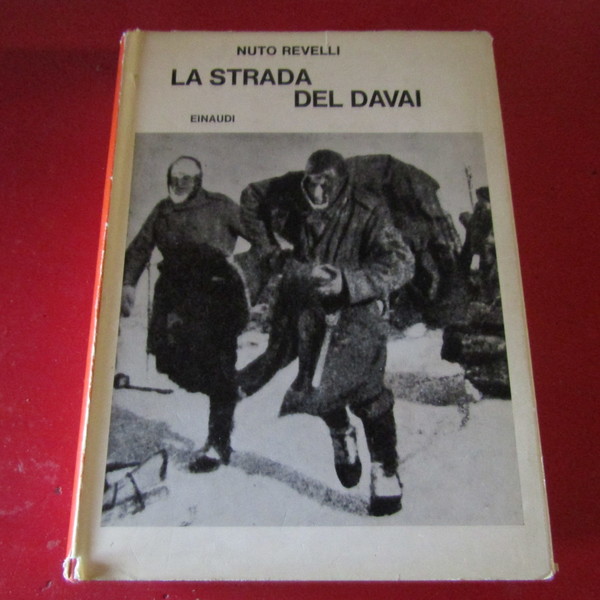 NUTO REVELLI
LA STRADA
DEL DAVAI
EINAUDI